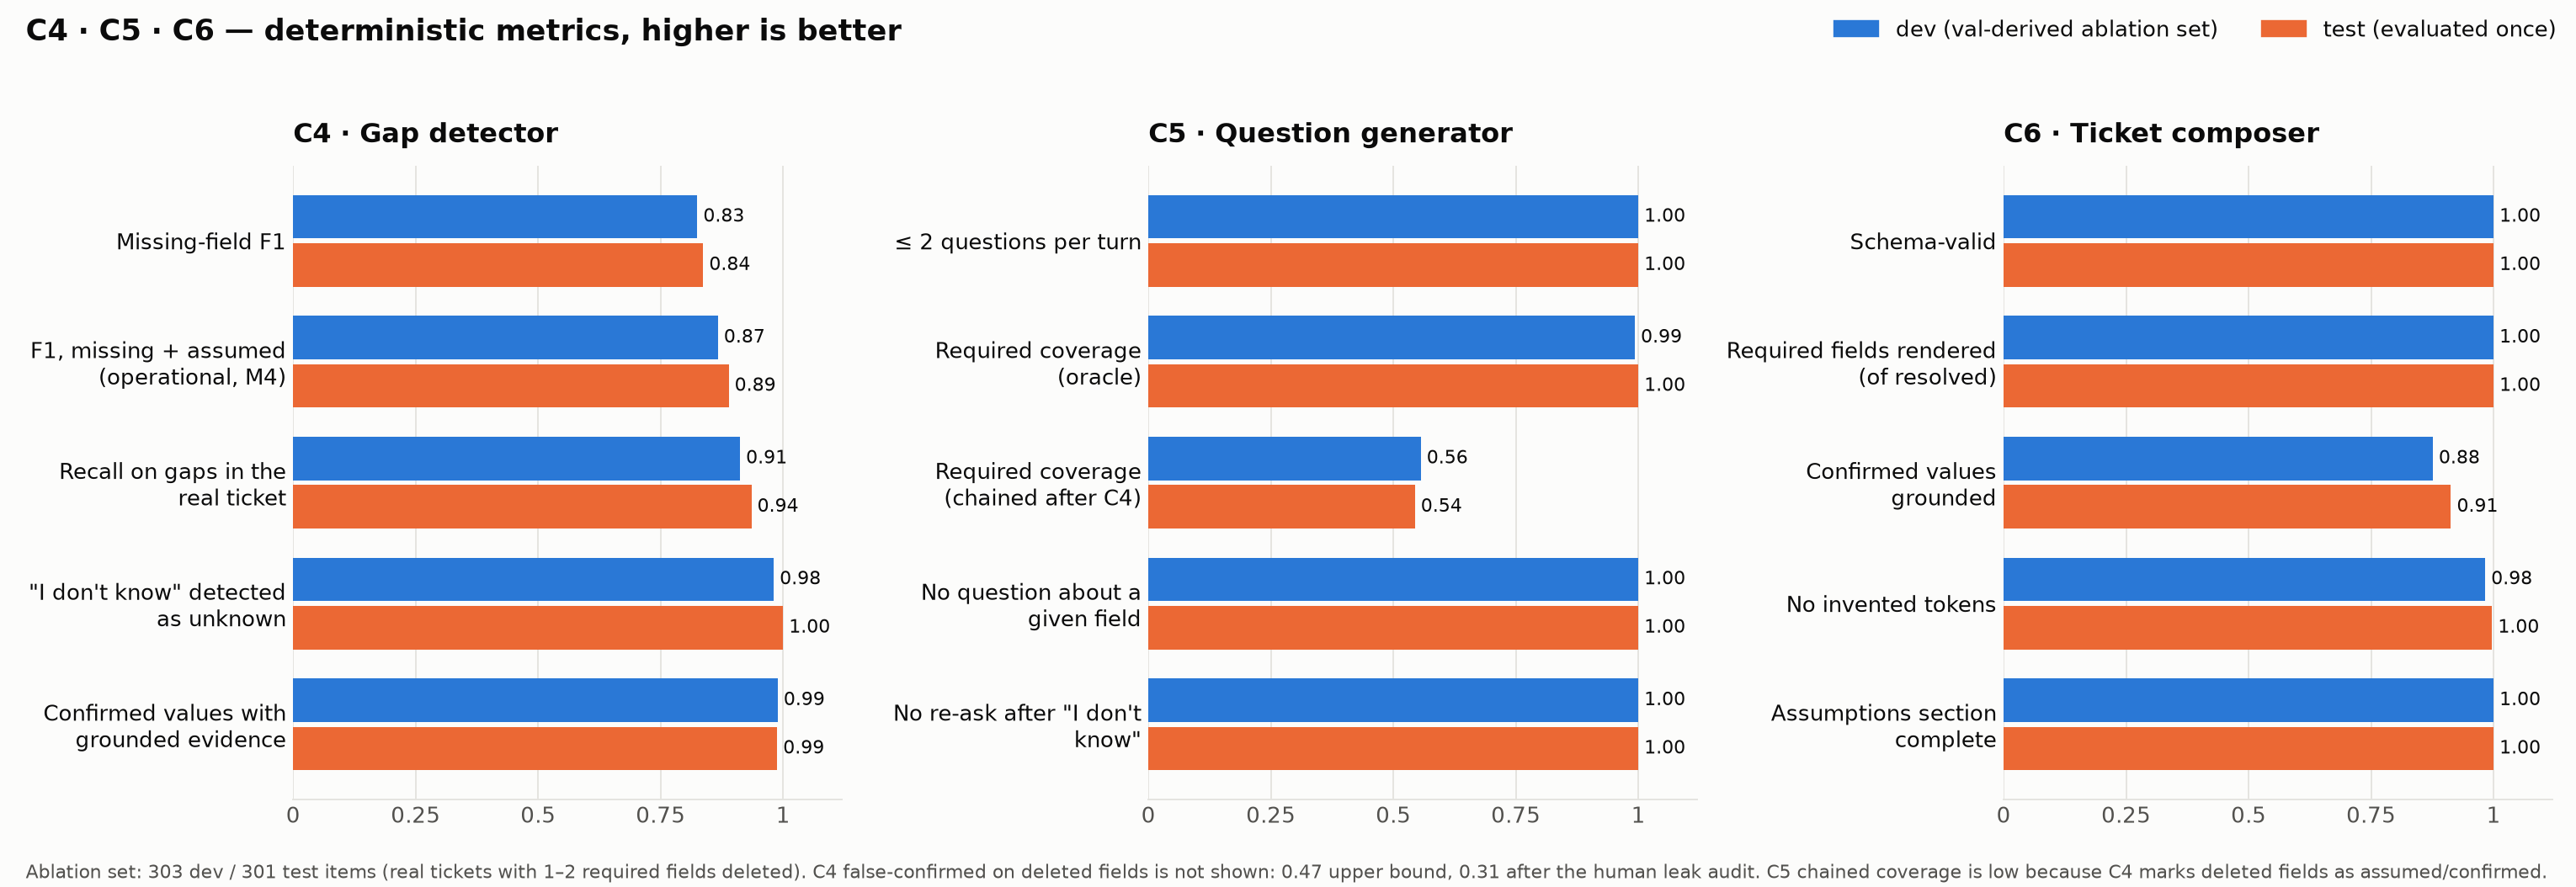 C4 · C5 · C6 — deterministic metrics, higher is better
dev (val-derived ablation set)
test (evaluated once)
C4 · Gap detector
Missing-field F1
0.83
0.84
F1, missing + assumed
(operational, M4)
0.87
0.89
Recall on gaps in the
real ticket
0.91
0.94
"I don't know" detected
as unknown
0.98
1.00
Confirmed values with
grounded evidence
0.99
0.99
0 0.25 0.5 0.75 1
C5 · Question generator
≤ 2 questions per turn
1.00
1.00
Required coverage
(oracle)
0.99
1.00
Required coverage
(chained after C4)
0.56
0.54
No question about a
given field
1.00
1.00
No re-ask after "I don't
know"
1.00
1.00
0 0.25 0.5 0.75 1
C6 · Ticket composer
Schema-valid
1.00
1.00
Required fields rendered
(of resolved)
1.00
1.00
Confirmed values
grounded
0.88
0.91
No invented tokens
0.98
1.00
Assumptions section
complete
1.00
1.00
0 0.25 0.5 0.75 1
Ablation set: 303 dev / 301 test items (real tickets with 1–2 required fields deleted). C4 false-confirmed on deleted fields is not shown: 0.47 upper bound, 0.31 after the human leak audit. C5 chained coverage is low because C4 marks deleted fields as assumed/confirmed.